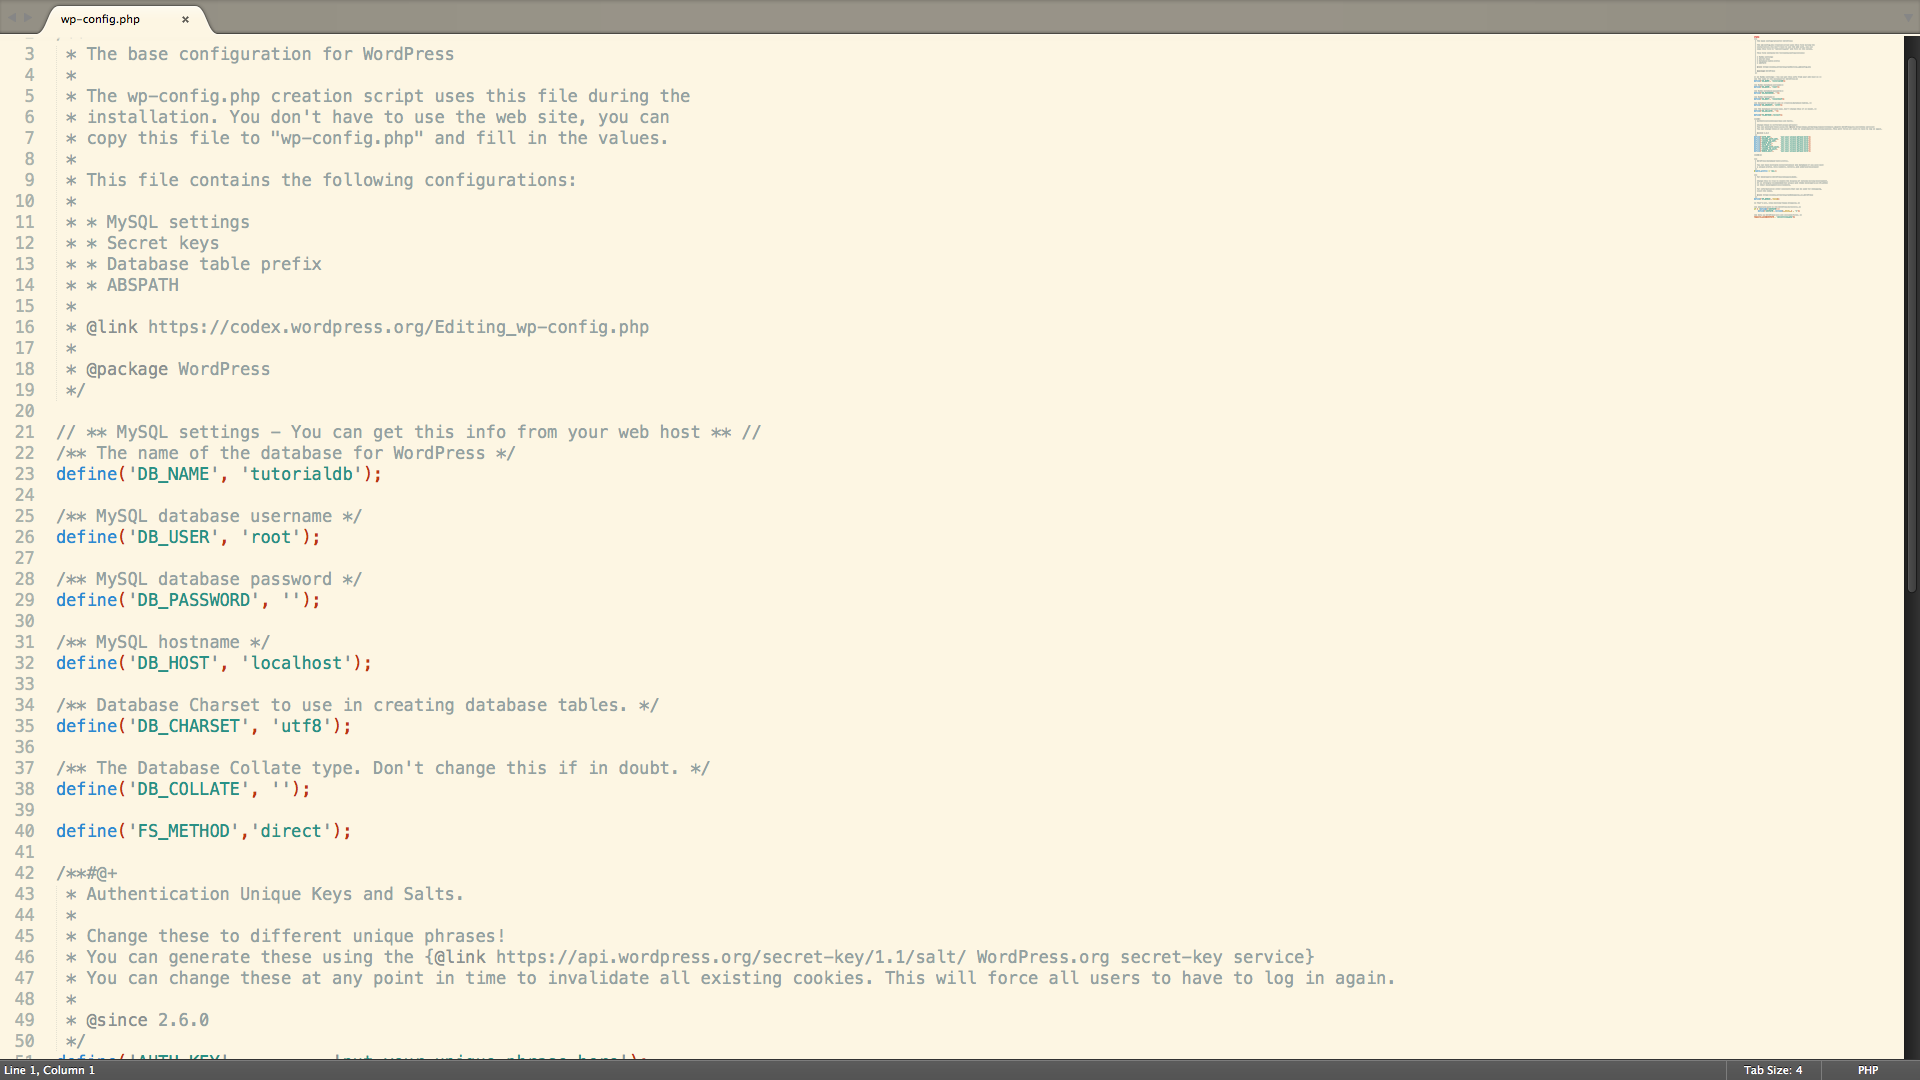 wp-config.php ×
3 * The base configuration for WordPress
4 *
5 * The wp-config.php creation script uses this file during the
6 * installation. You don't have to use the web site, you can
7 * copy this file to "wp-config.php" and fill in the values.
8 *
9 * This file contains the following configurations:
10 *
11 * * MySQL settings
12 * * Secret keys
13 * * Database table prefix
14 * * ABSPATH
15 *
16 * @link https://codex.wordpress.org/Editing_wp-config.php
17 *
18 * @package WordPress
19 */
20
21 // ** MySQL settings - You can get this info from your web host ** //
22 /** The name of the database for WordPress */
23 define('DB_NAME', 'tutorialdb');
24
25 /** MySQL database username */
26 define('DB_USER', 'root');
27
28 /** MySQL database password */
29 define('DB_PASSWORD', '');
30
31 /** MySQL hostname */
32 define('DB_HOST', 'localhost');
33
34 /** Database Charset to use in creating database tables. */
35 define('DB_CHARSET', 'utf8');
36
37 /** The Database Collate type. Don't change this if in doubt. */
38 define('DB_COLLATE', '');
39
40 define('FS_METHOD','direct');
41
42 /**#@+
43 * Authentication Unique Keys and Salts.
44 *
45 * Change these to different unique phrases!
46 * You can generate these using the {@link https://api.wordpress.org/secret-key/1.1/salt/ WordPress.org secret-key service}
47 * You can change these at any point in time to invalidate all existing cookies. This will force all users to have to log in again.
48 *
49 * @since 2.6.0
50 */
51 define('AUTH_KEY', 'put your unique phrase here');
Line 1, Column 1 Tab Size: 4 PHP